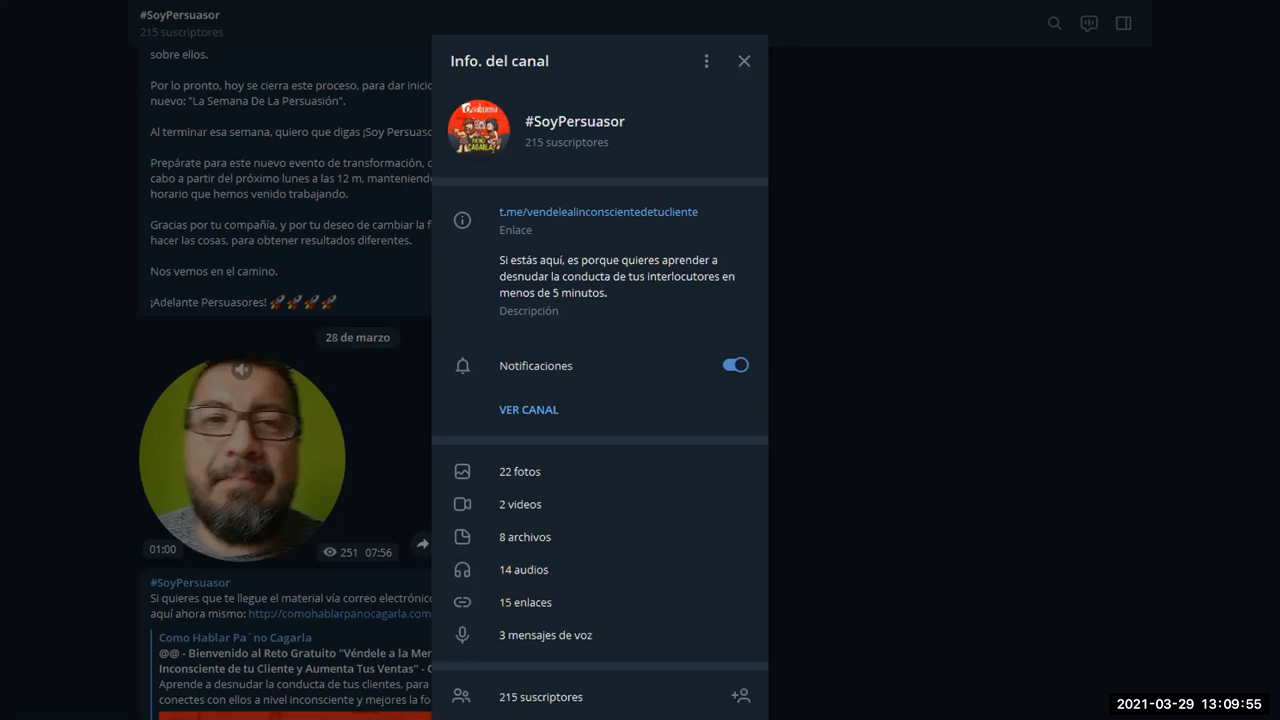 #SoyPersuasor
215 suscriptores
sobre ellos.
Por lo pronto, hoy se cierra este proceso, para dar inicio
nuevo: "La Semana De La Persuasión".
Al terminar esa semana, quiero que digas ¡Soy Persuaso
Prepárate para este nuevo evento de transformación,
cabo a partir del próximo lunes a las 12 m, manteniendo
horario que hemos venido trabajando.
Gracias por tu compañía, y por tu deseo de cambiar la f
hacer las cosas, para obtener resultados diferentes.
Nos vemos en el camino.
¡Adelante Persuasores! 🚀🚀🚀🚀
28 de marzo
01:00
251 07:56
#SoyPersuasor
Si quieres que te llegue el material vía correo electrónico
aquí ahora mismo: http://comohablarpanocagarla.com
Como Hablar Pa´no Cagarla
@@ - Bienvenido al Reto Gratuito "Véndele a la Men
Inconsciente de tu Cliente y Aumenta Tus Ventas" - C
Aprende a desnudar la conducta de tus clientes, para
conectes con ellos a nivel inconsciente y mejores la fo
Info. del canal
#SoyPersuasor
215 suscriptores
t.me/vendelealinconscientedetucliente
Enlace
Si estás aquí, es porque quieres aprender a
desnudar la conducta de tus interlocutores en
menos de 5 minutos.
Descripción
Notificaciones
VER CANAL
22 fotos
2 videos
8 archivos
14 audios
15 enlaces
3 mensajes de voz
215 suscriptores
2021-03-29 13:09:55